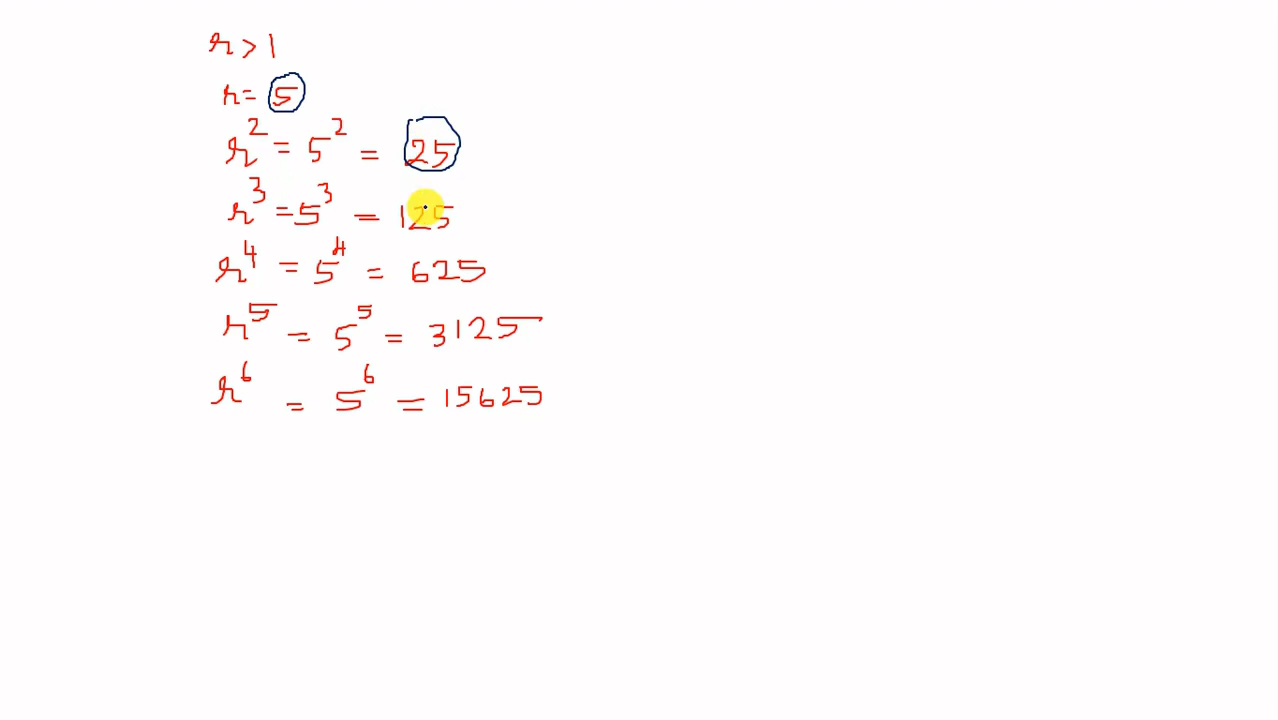 r > 1
r = 5
r² = 5² = 25
r³ = 5³ = 125
r⁴ = 5⁴ = 625
r⁵ = 5⁵ = 3125
r⁶ = 5⁶ = 15625